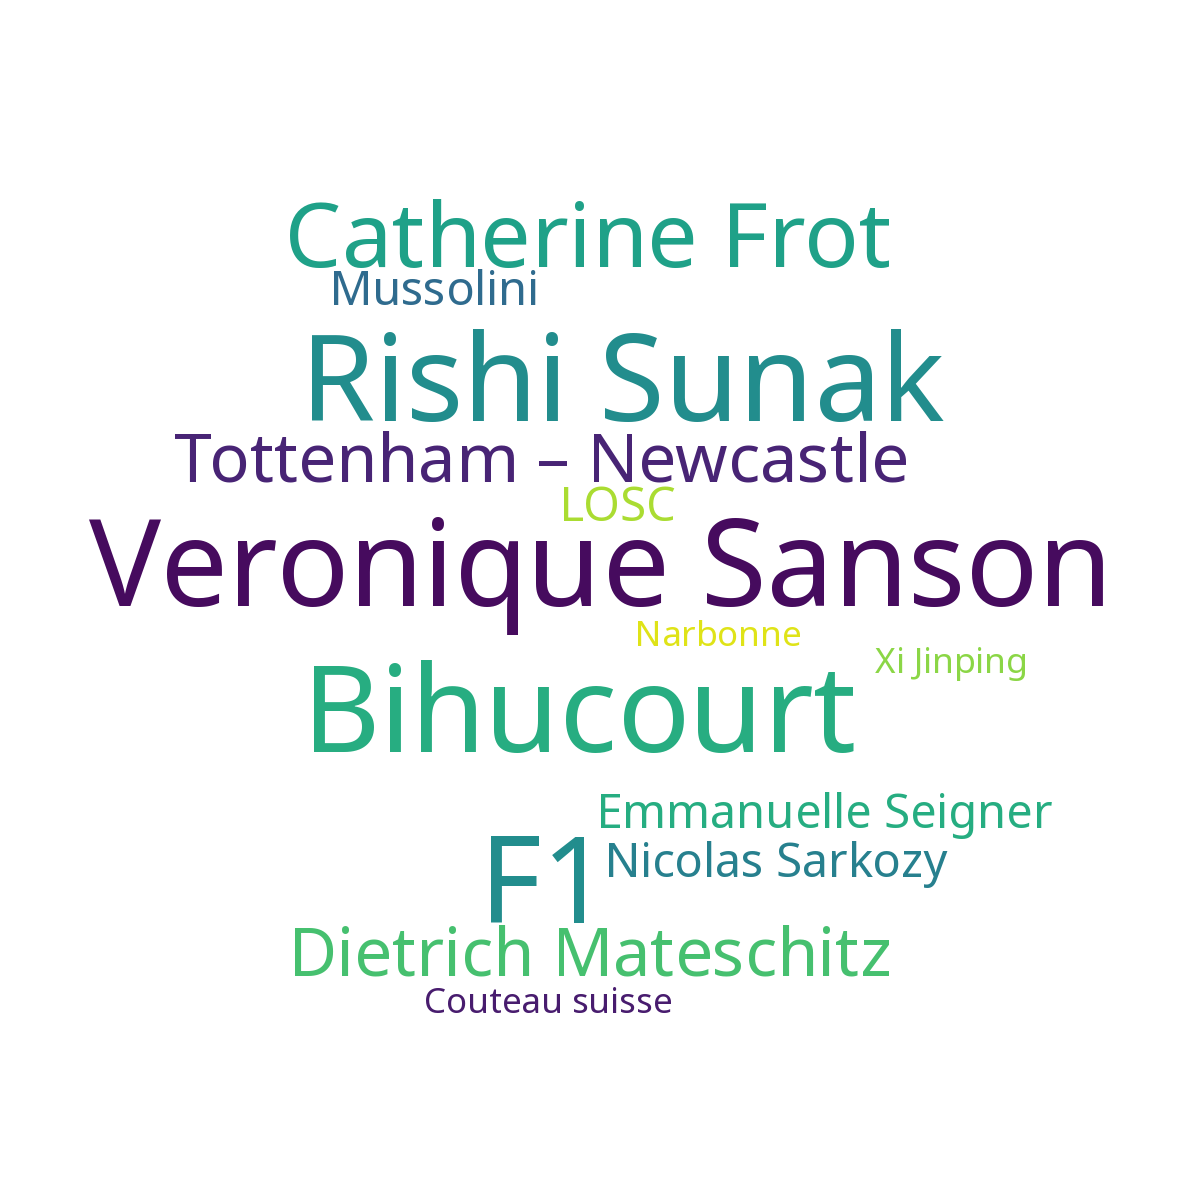 Catherine Frot
Mussolini
Rishi Sunak
Tottenham – Newcastle
LOSC
Veronique Sanson
Narbonne
Xi Jinping
Bihucourt
Emmanuelle Seigner
F1
Nicolas Sarkozy
Dietrich Mateschitz
Couteau suisse